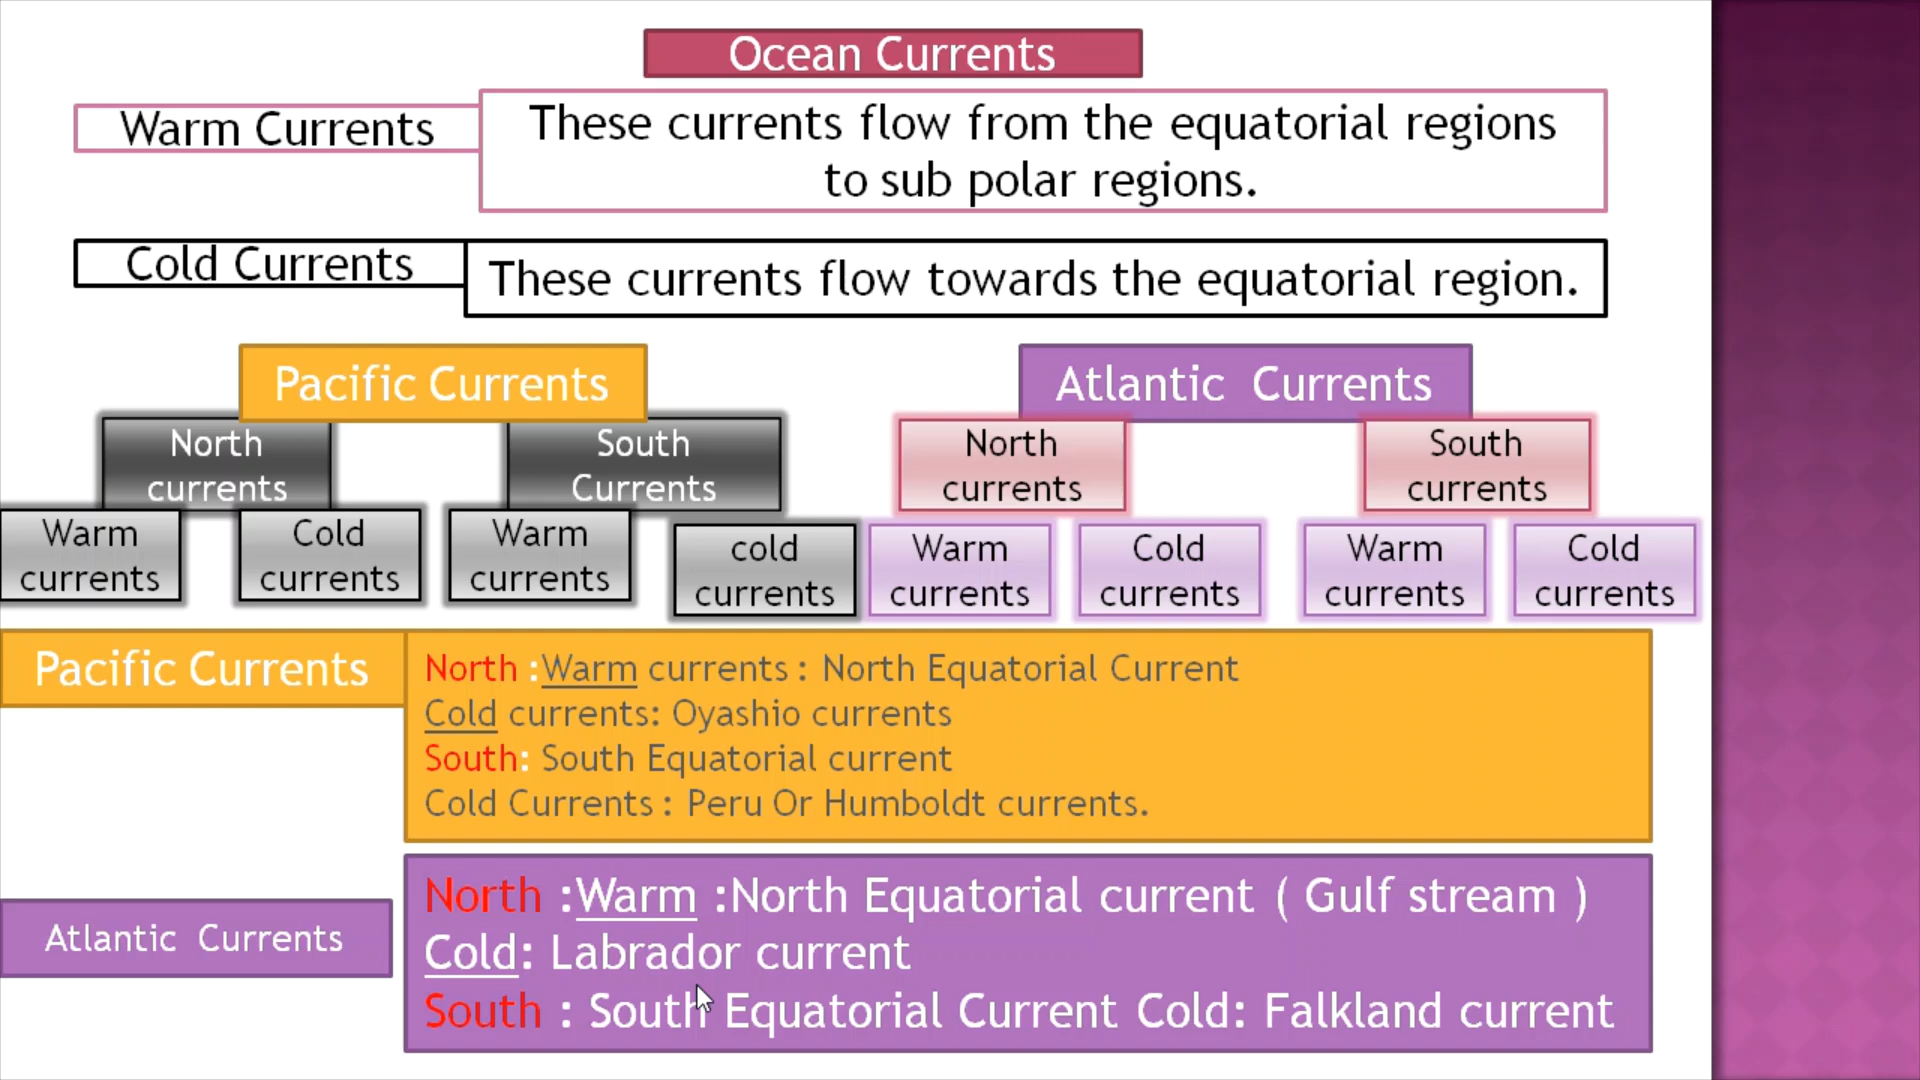 Ocean Currents
Warm Currents
These currents flow from the equatorial regions
to sub polar regions.
Cold Currents
These currents flow towards the equatorial region.
Pacific Currents
North
currents
South
Currents
Warm
currents
Cold
currents
Warm
currents
cold
currents
Atlantic Currents
North
currents
South
currents
Warm
currents
Cold
currents
Warm
currents
Cold
currents
Pacific Currents
North :Warm currents : North Equatorial Current
Cold currents: Oyashio currents
South: South Equatorial current
Cold Currents : Peru Or Humboldt currents.
Atlantic Currents
North :Warm :North Equatorial current ( Gulf stream )
Cold: Labrador current
South : South Equatorial Current Cold: Falkland current